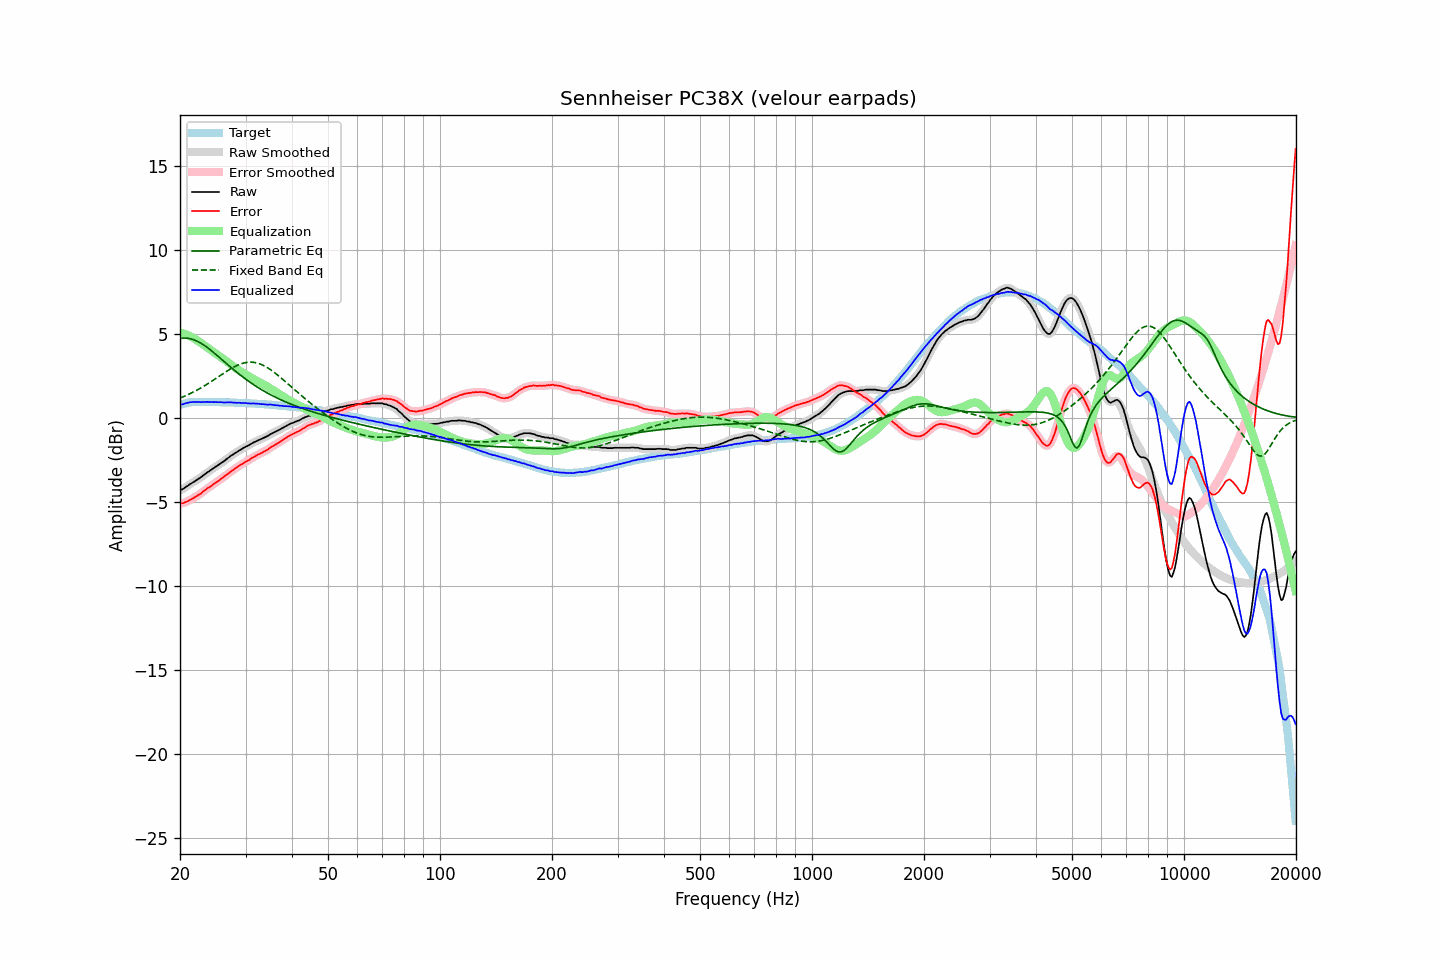 Sennheiser PC38X (velour earpads)
Target
Raw Smoothed
Error Smoothed
Raw
Error
Equalization
Parametric Eq
Fixed Band Eq
Equalized
15
10
5
0
−5
−10
−15
−20
−25
Amplitude (dBr)
20
50
100
200
500
1000
2000
5000
10000
20000
Frequency (Hz)